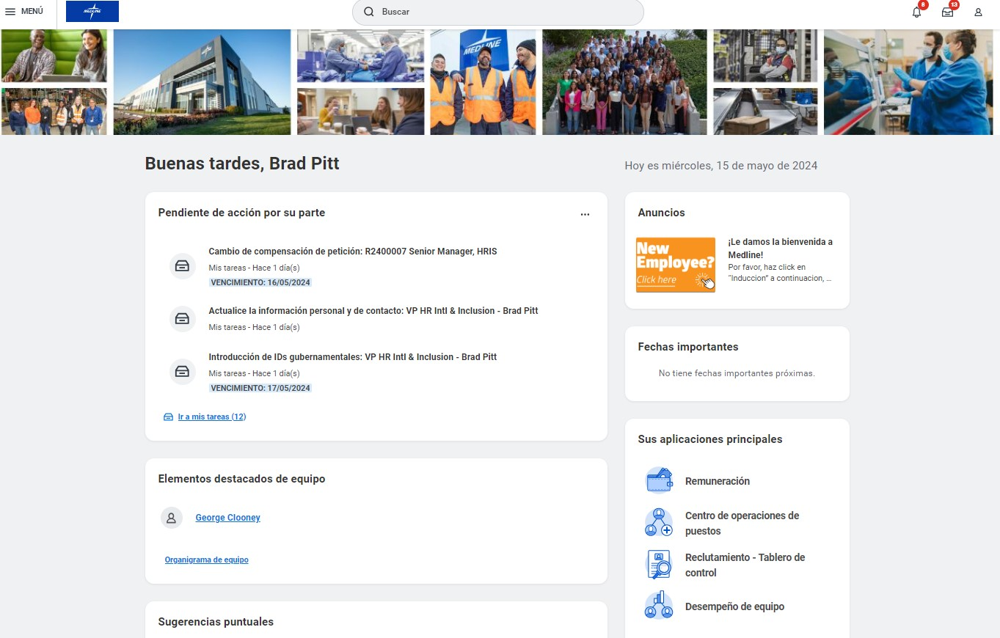 MENÚ
MEDLINE
Buscar
8
13
MEDLINE
Buenas tardes, Brad Pitt
Hoy es miércoles, 15 de mayo de 2024
Pendiente de acción por su parte
...
Cambio de compensación de petición: R2400007 Senior Manager, HRIS
Mis tareas - Hace 1 día(s)
VENCIMIENTO: 16/05/2024
Actualice la información personal y de contacto: VP HR Intl & Inclusion - Brad Pitt
Mis tareas - Hace 1 día(s)
Introducción de IDs gubernamentales: VP HR Intl & Inclusion - Brad Pitt
Mis tareas - Hace 1 día(s)
VENCIMIENTO: 17/05/2024
Ir a mis tareas (12)
Elementos destacados de equipo
George Clooney
Organigrama de equipo
Sugerencias puntuales
Anuncios
New
Employee?
Click here
¡Le damos la bienvenida a
Medline!
Por favor, haz click en
“Induccion” a continuacion, ...
Fechas importantes
No tiene fechas importantes próximas.
Sus aplicaciones principales
Remuneración
Centro de operaciones de
puestos
Reclutamiento - Tablero de
control
Desempeño de equipo